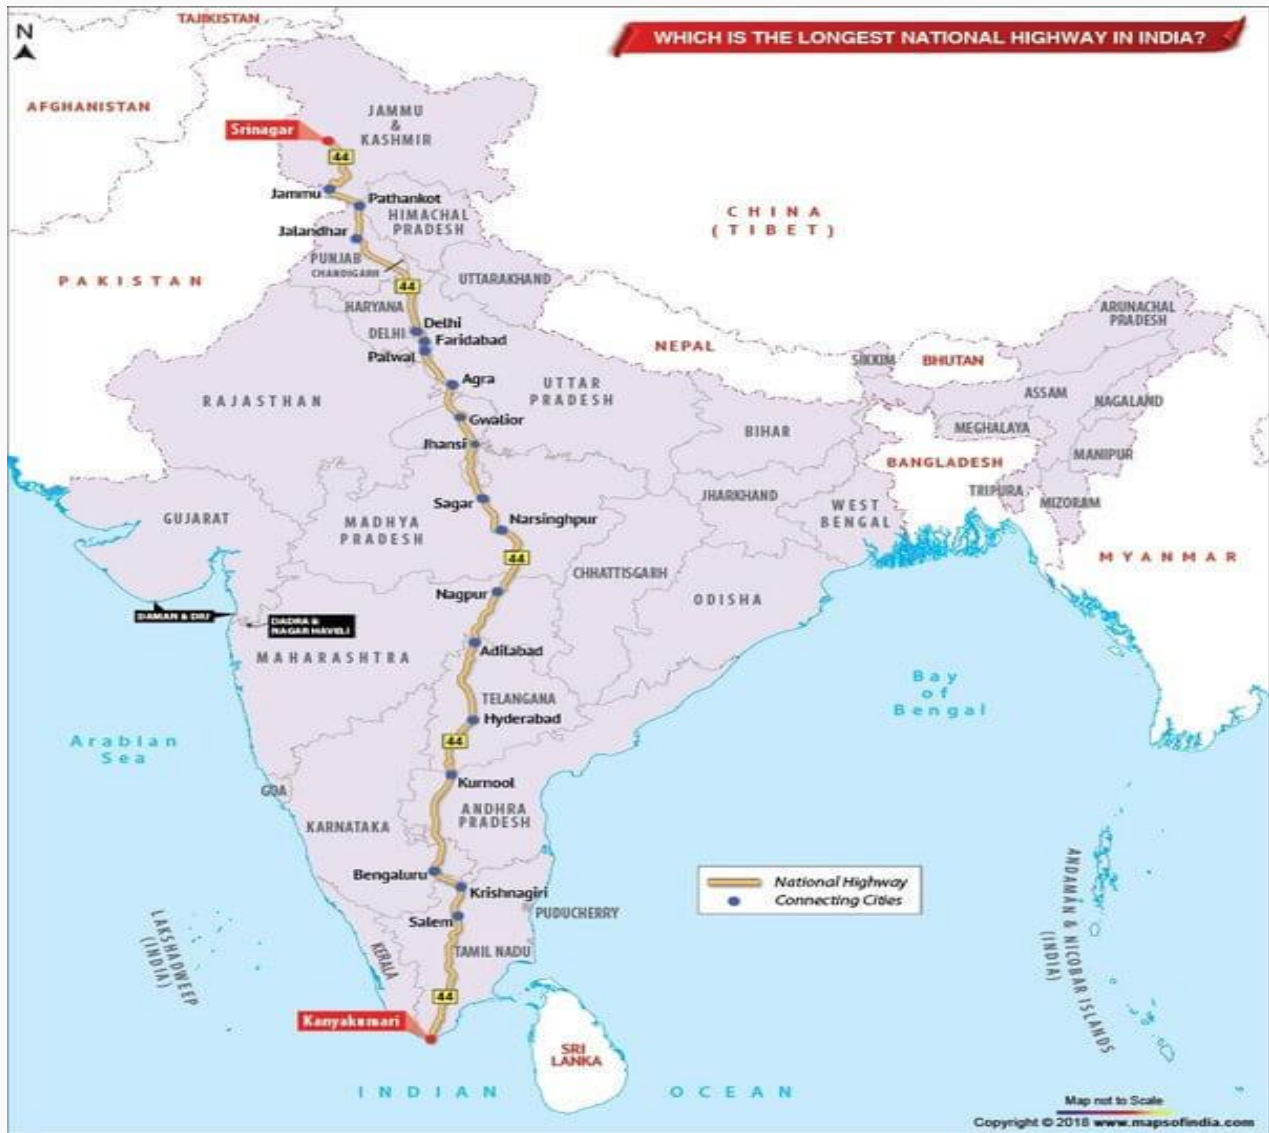 N
TAJIKISTAN
WHICH IS THE LONGEST NATIONAL HIGHWAY IN INDIA?
AFGHANISTAN
JAMMU
&
KASHMIR
Srinagar
44
Jammu
Pathankot
HIMACHAL
PRADESH
Jalandhar
PUNJAB
CHANDIGARH
CHINA
(TIBET)
PAKISTAN
UTTARAKHAND
44
HARYANA
ARUNACHAL
PRADESH
DELHI
Delhi
Faridabad
Palwal
NEPAL
SIKKIM
BHUTAN
Agra
UTTAR
PRADESH
RAJASTHAN
ASSAM
NAGALAND
Gwalior
Jhansi
BIHAR
MEGHALAYA
MANIPUR
BANGLADESH
TRIPURA
MIZORAM
Sagar
JHARKHAND
WEST
BENGAL
GUJARAT
MADHYA
PRADESH
Narsinghpur
44
MYANMAR
CHHATTISGARH
Nagpur
ODISHA
DAMAN & DIU
DADRA &
NAGAR HAVELI
MAHARASHTRA
Adilabad
Bay
of
Bengal
TELANGANA
Hyderabad
44
Arabian
Sea
Kurnool
GOA
ANDHRA
PRADESH
KARNATAKA
Bengaluru
Krishnagiri
National Highway
Connecting Cities
Salem
PUDUCHERRY
LAKSHADWEEP
(INDIA)
KERALA
TAMIL NADU
ANDAMAN & NICOBAR ISLANDS
(INDIA)
44
Kanyakumari
SRI
LANKA
INDIAN OCEAN
Map not to Scale
Copyright © 2018 www.mapsofindia.com